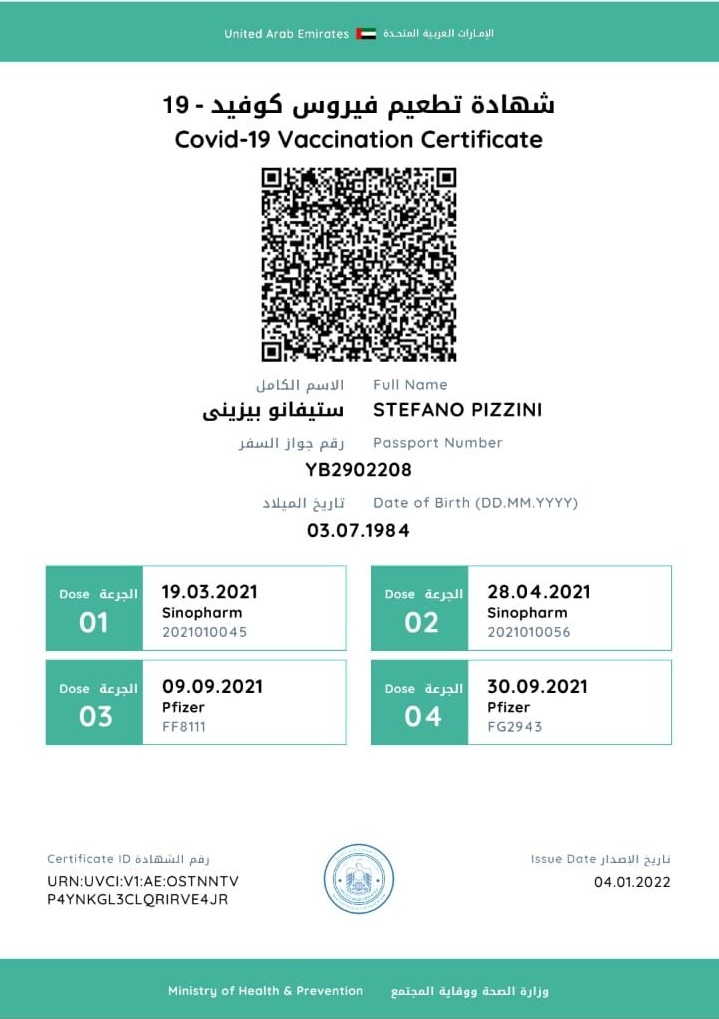 United Arab Emirates الإمارات العربية المتحدة
شهادة تطعيم فيروس كوفيد - 19
Covid-19 Vaccination Certificate
الاسم الكامل Full Name
ستيفانو بيزينى STEFANO PIZZINI
رقم جواز السفر Passport Number
YB2902208
تاريخ الميلاد Date of Birth (DD.MM.YYYY)
03.07.1984
Dose الجرعة
01
19.03.2021
Sinopharm
2021010045
Dose الجرعة
02
28.04.2021
Sinopharm
2021010056
Dose الجرعة
03
09.09.2021
Pfizer
FF8111
Dose الجرعة
04
30.09.2021
Pfizer
FG2943
Certificate ID رقم الشهادة
URN:UVCI:V1:AE:OSTNNTV
P4YNKGL3CLQRIRVE4JR
Issue Date تاريخ الاصدار
04.01.2022
Ministry of Health & Prevention وزارة الصحة ووقاية المجتمع